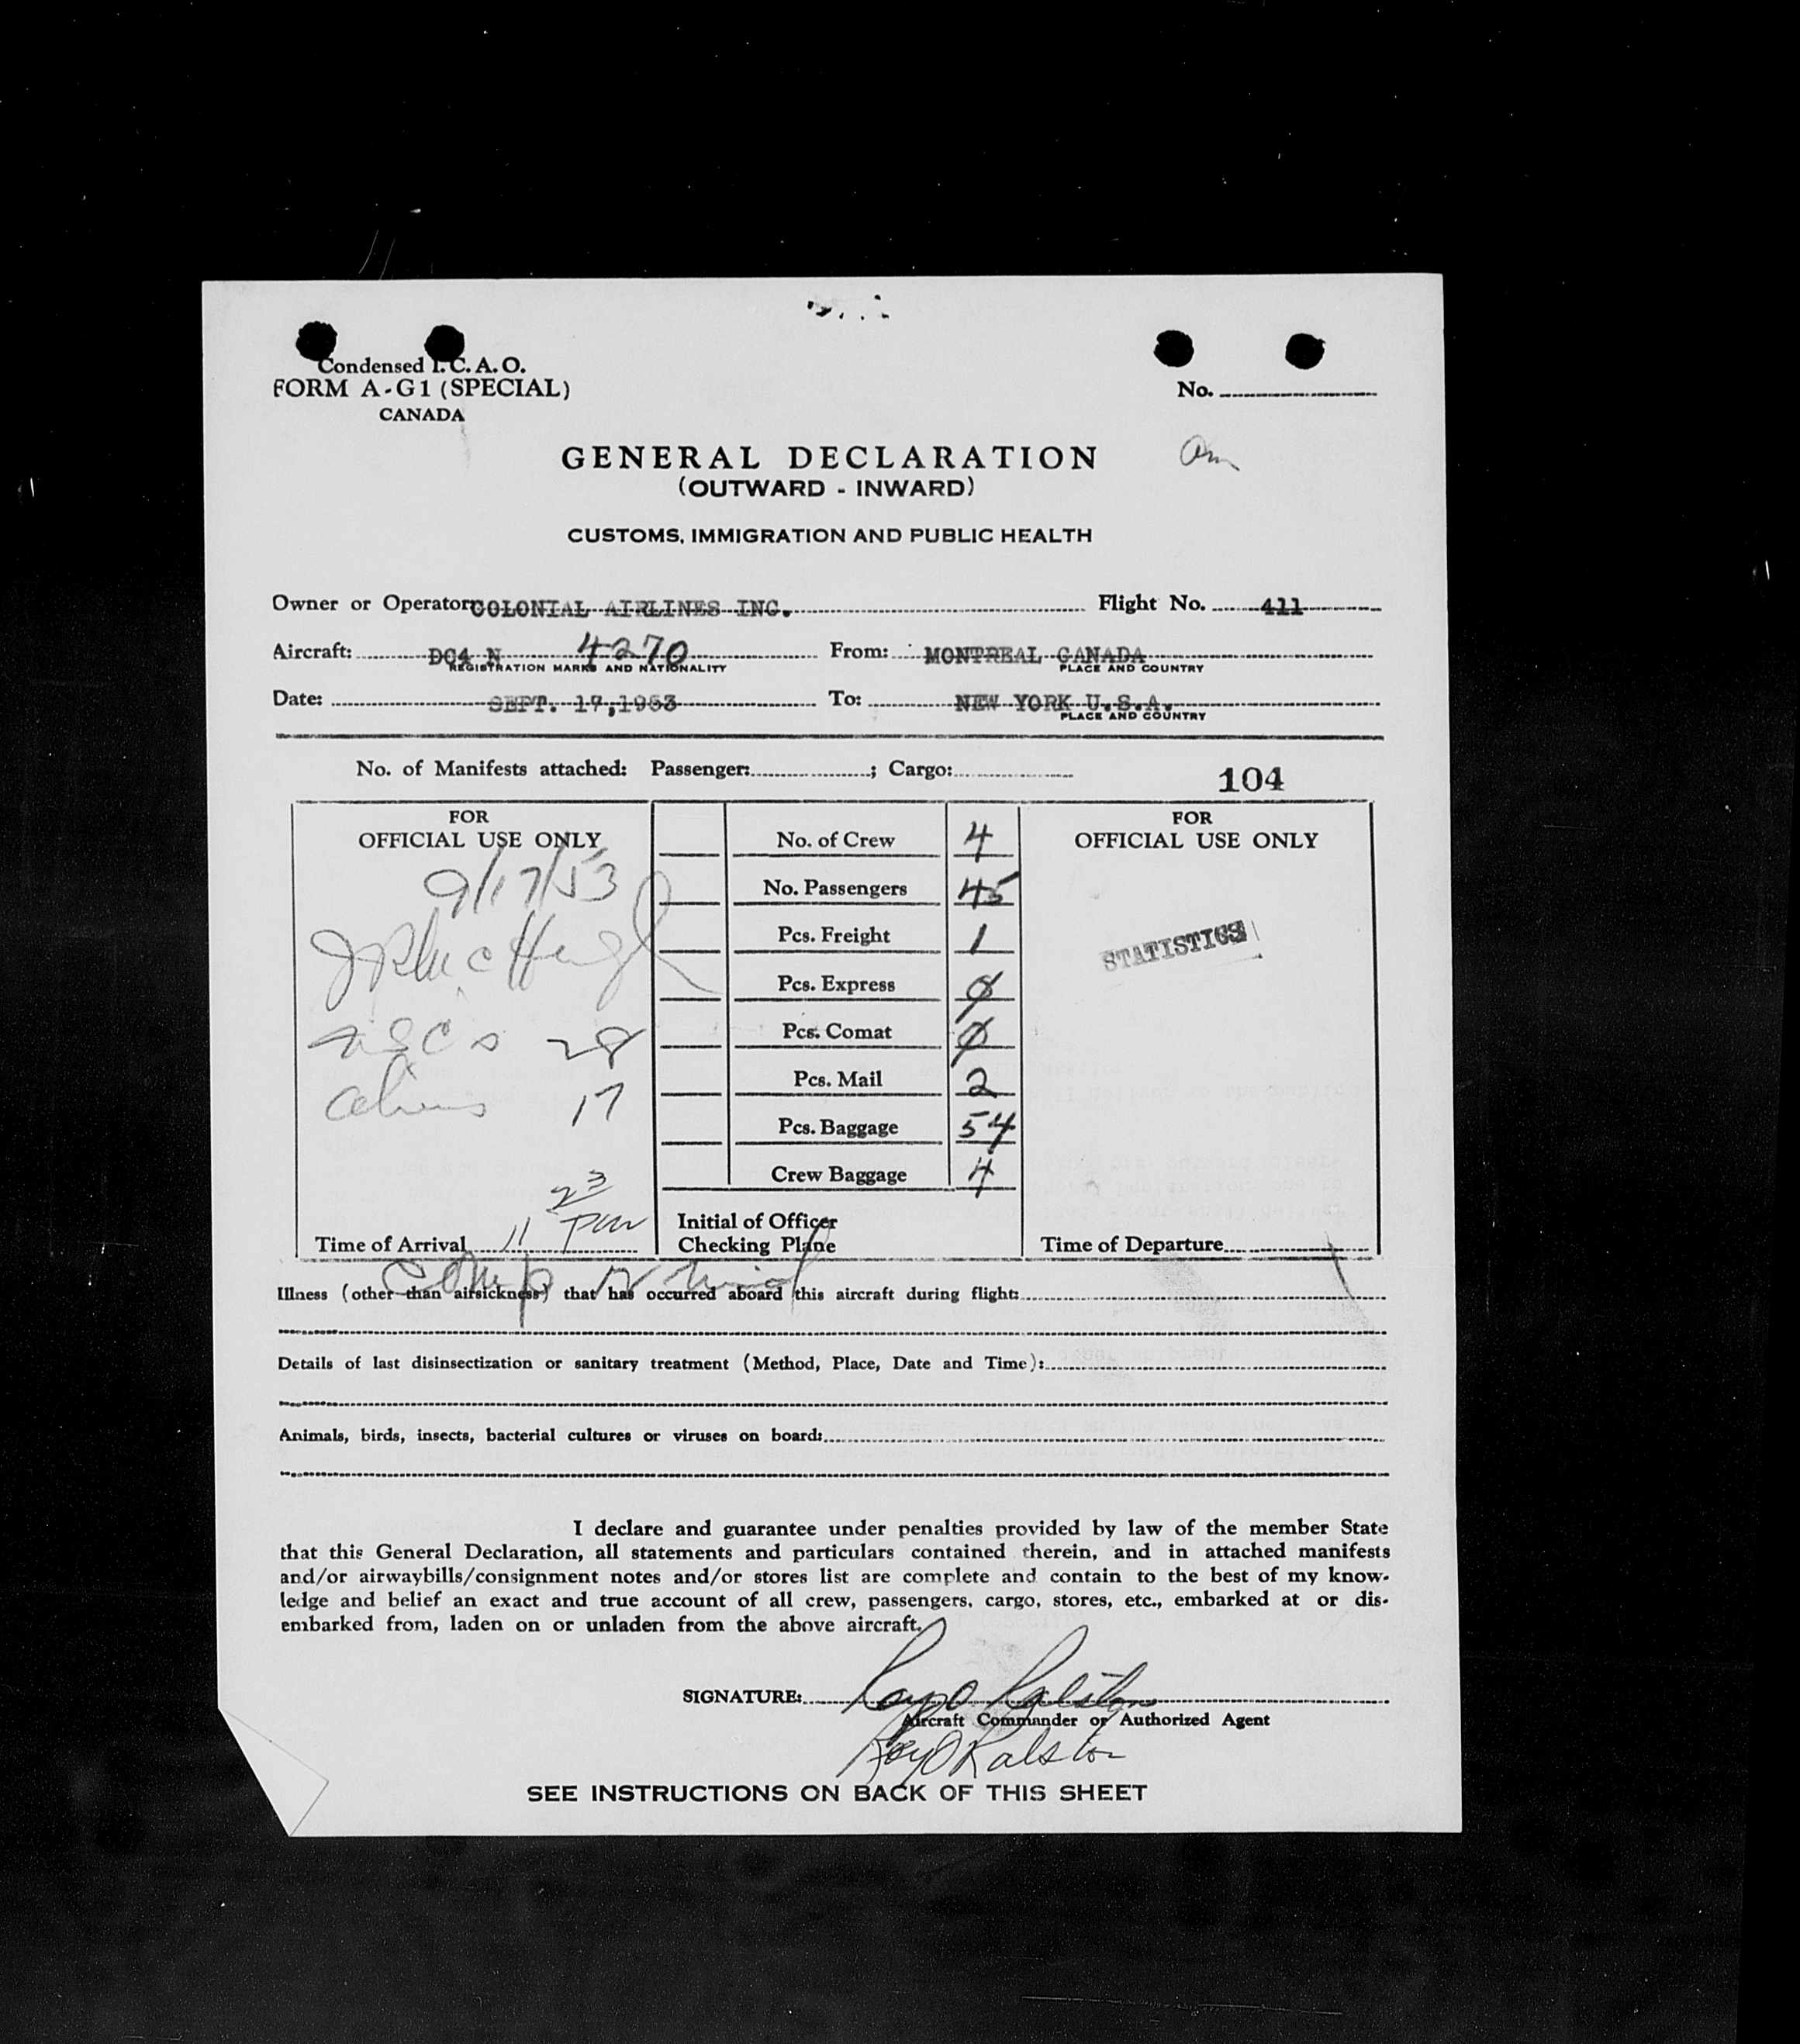 Condensed I.C.A.O.
FORM A-G1 (SPECIAL)
CANADA
No.
GENERAL DECLARATION
(OUTWARD - INWARD)
CUSTOMS, IMMIGRATION AND PUBLIC HEALTH
Owner or Operator: COLONIAL AIRLINES INC. Flight No. 411
Aircraft: DC4 N 4270 From: MONTREAL CANADA
REGISTRATION MARKS AND NATIONALITY PLACE AND COUNTRY
Date: SEPT. 17,1953 To: NEW YORK U.S.A.
PLACE AND COUNTRY
No. of Manifests attached: Passenger: ; Cargo:
104
FOR
OFFICIAL USE ONLY
9/17/53
28
Aliens 17
Time of Arrival 11 23 PM
No. of Crew 4
No. Passengers 45
Pcs. Freight 1
Pcs. Express 0
Pcs. Comat 0
Pcs. Mail 2
Pcs. Baggage 54
Crew Baggage 4
Initial of Officer
Checking Plane
FOR
OFFICIAL USE ONLY
STATISTICS
Time of Departure
Illness (other than airsickness) that has occurred aboard this aircraft during flight:
Details of last disinsectization or sanitary treatment (Method, Place, Date and Time):
Animals, birds, insects, bacterial cultures or viruses on board:
I declare and guarantee under penalties provided by law of the member State
that this General Declaration, all statements and particulars contained therein, and in attached manifests
and/or airwaybills/consignment notes and/or stores list are complete and contain to the best of my know-
ledge and belief an exact and true account of all crew, passengers, cargo, stores, etc., embarked at or dis-
embarked from, laden on or unladen from the above aircraft.
SIGNATURE: Roy O Ralston
Aircraft Commander or Authorized Agent
Roy O Ralston
SEE INSTRUCTIONS ON BACK OF THIS SHEET